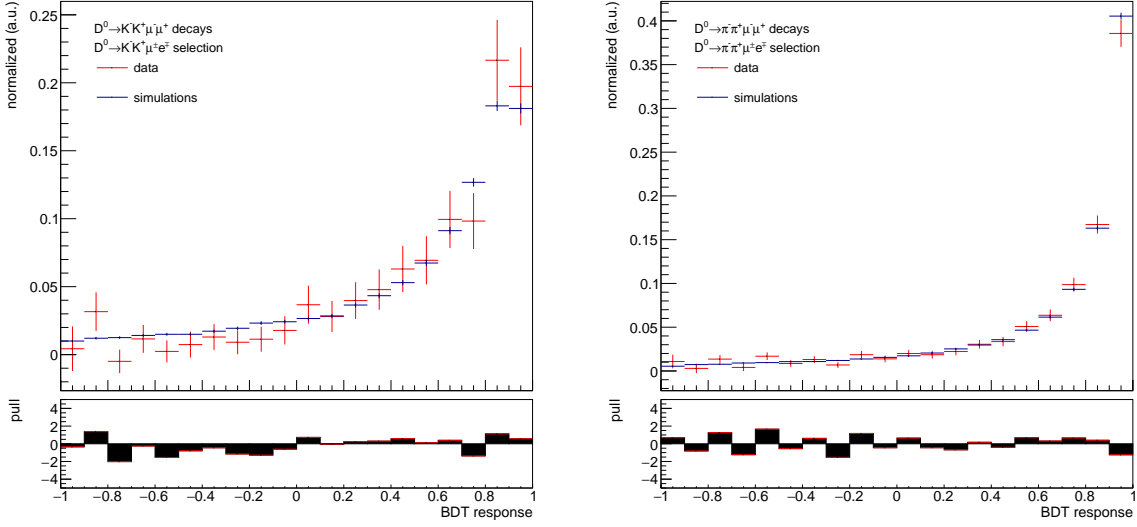 normalized (a.u.)
0.25
0.2
0.15
0.1
0.05
0
D⁰→K⁻K⁺μ⁻μ⁺ decays
D⁰→K⁻K⁺μ±e∓ selection
data
simulations
pull
4
2
0
−2
−4
−1 −0.8 −0.6 −0.4 −0.2 0 0.2 0.4 0.6 0.8 1
BDT response
normalized (a.u.)
0.4
0.35
0.3
0.25
0.2
0.15
0.1
0.05
0
D⁰→π⁻π⁺μ⁻μ⁺ decays
D⁰→π⁻π⁺μ±e∓ selection
data
simulations
pull
4
2
0
−2
−4
−1 −0.8 −0.6 −0.4 −0.2 0 0.2 0.4 0.6 0.8 1
BDT response